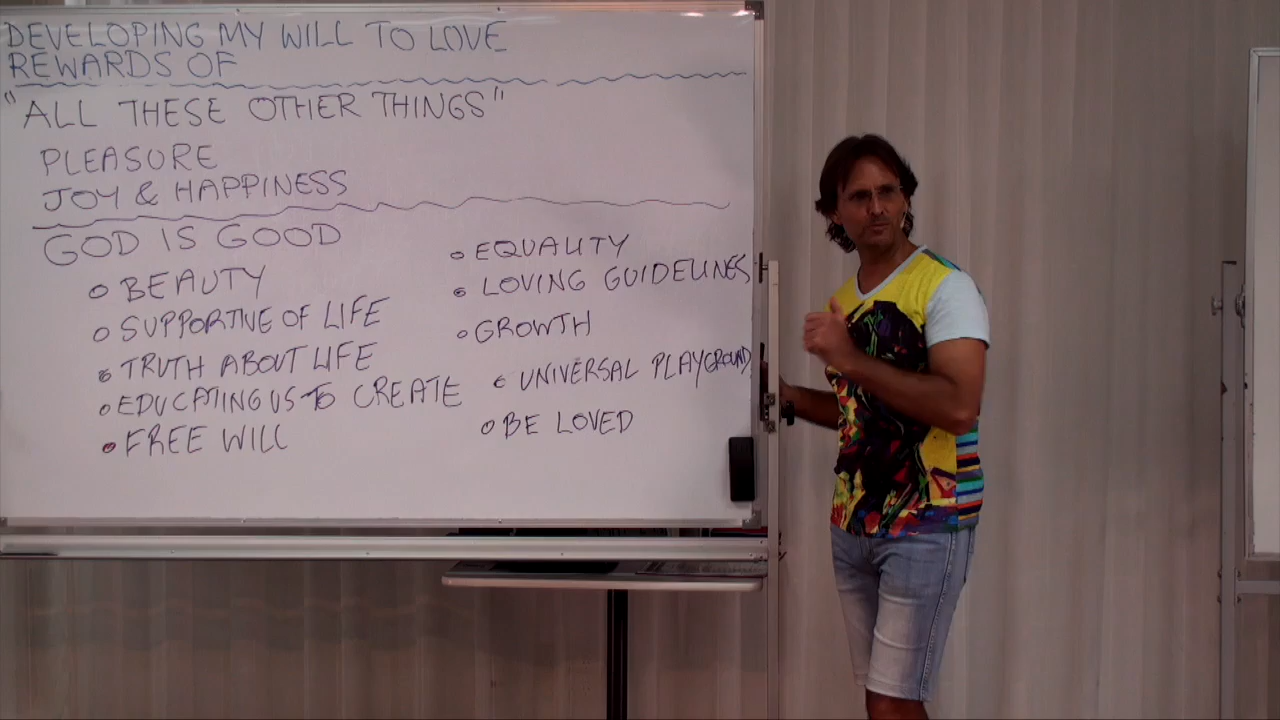 DEVELOPING MY WILL TO LOVE
REWARDS OF
"ALL THESE OTHER THINGS"
PLEASURE
JOY & HAPPINESS
GOD IS GOOD
BEAUTY
SUPPORTIVE OF LIFE
TRUTH ABOUT LIFE
EDUCATING US TO CREATE
FREE WILL
EQUALITY
LOVING GUIDELINES
GROWTH
UNIVERSAL PLAYGROUND
BE LOVED